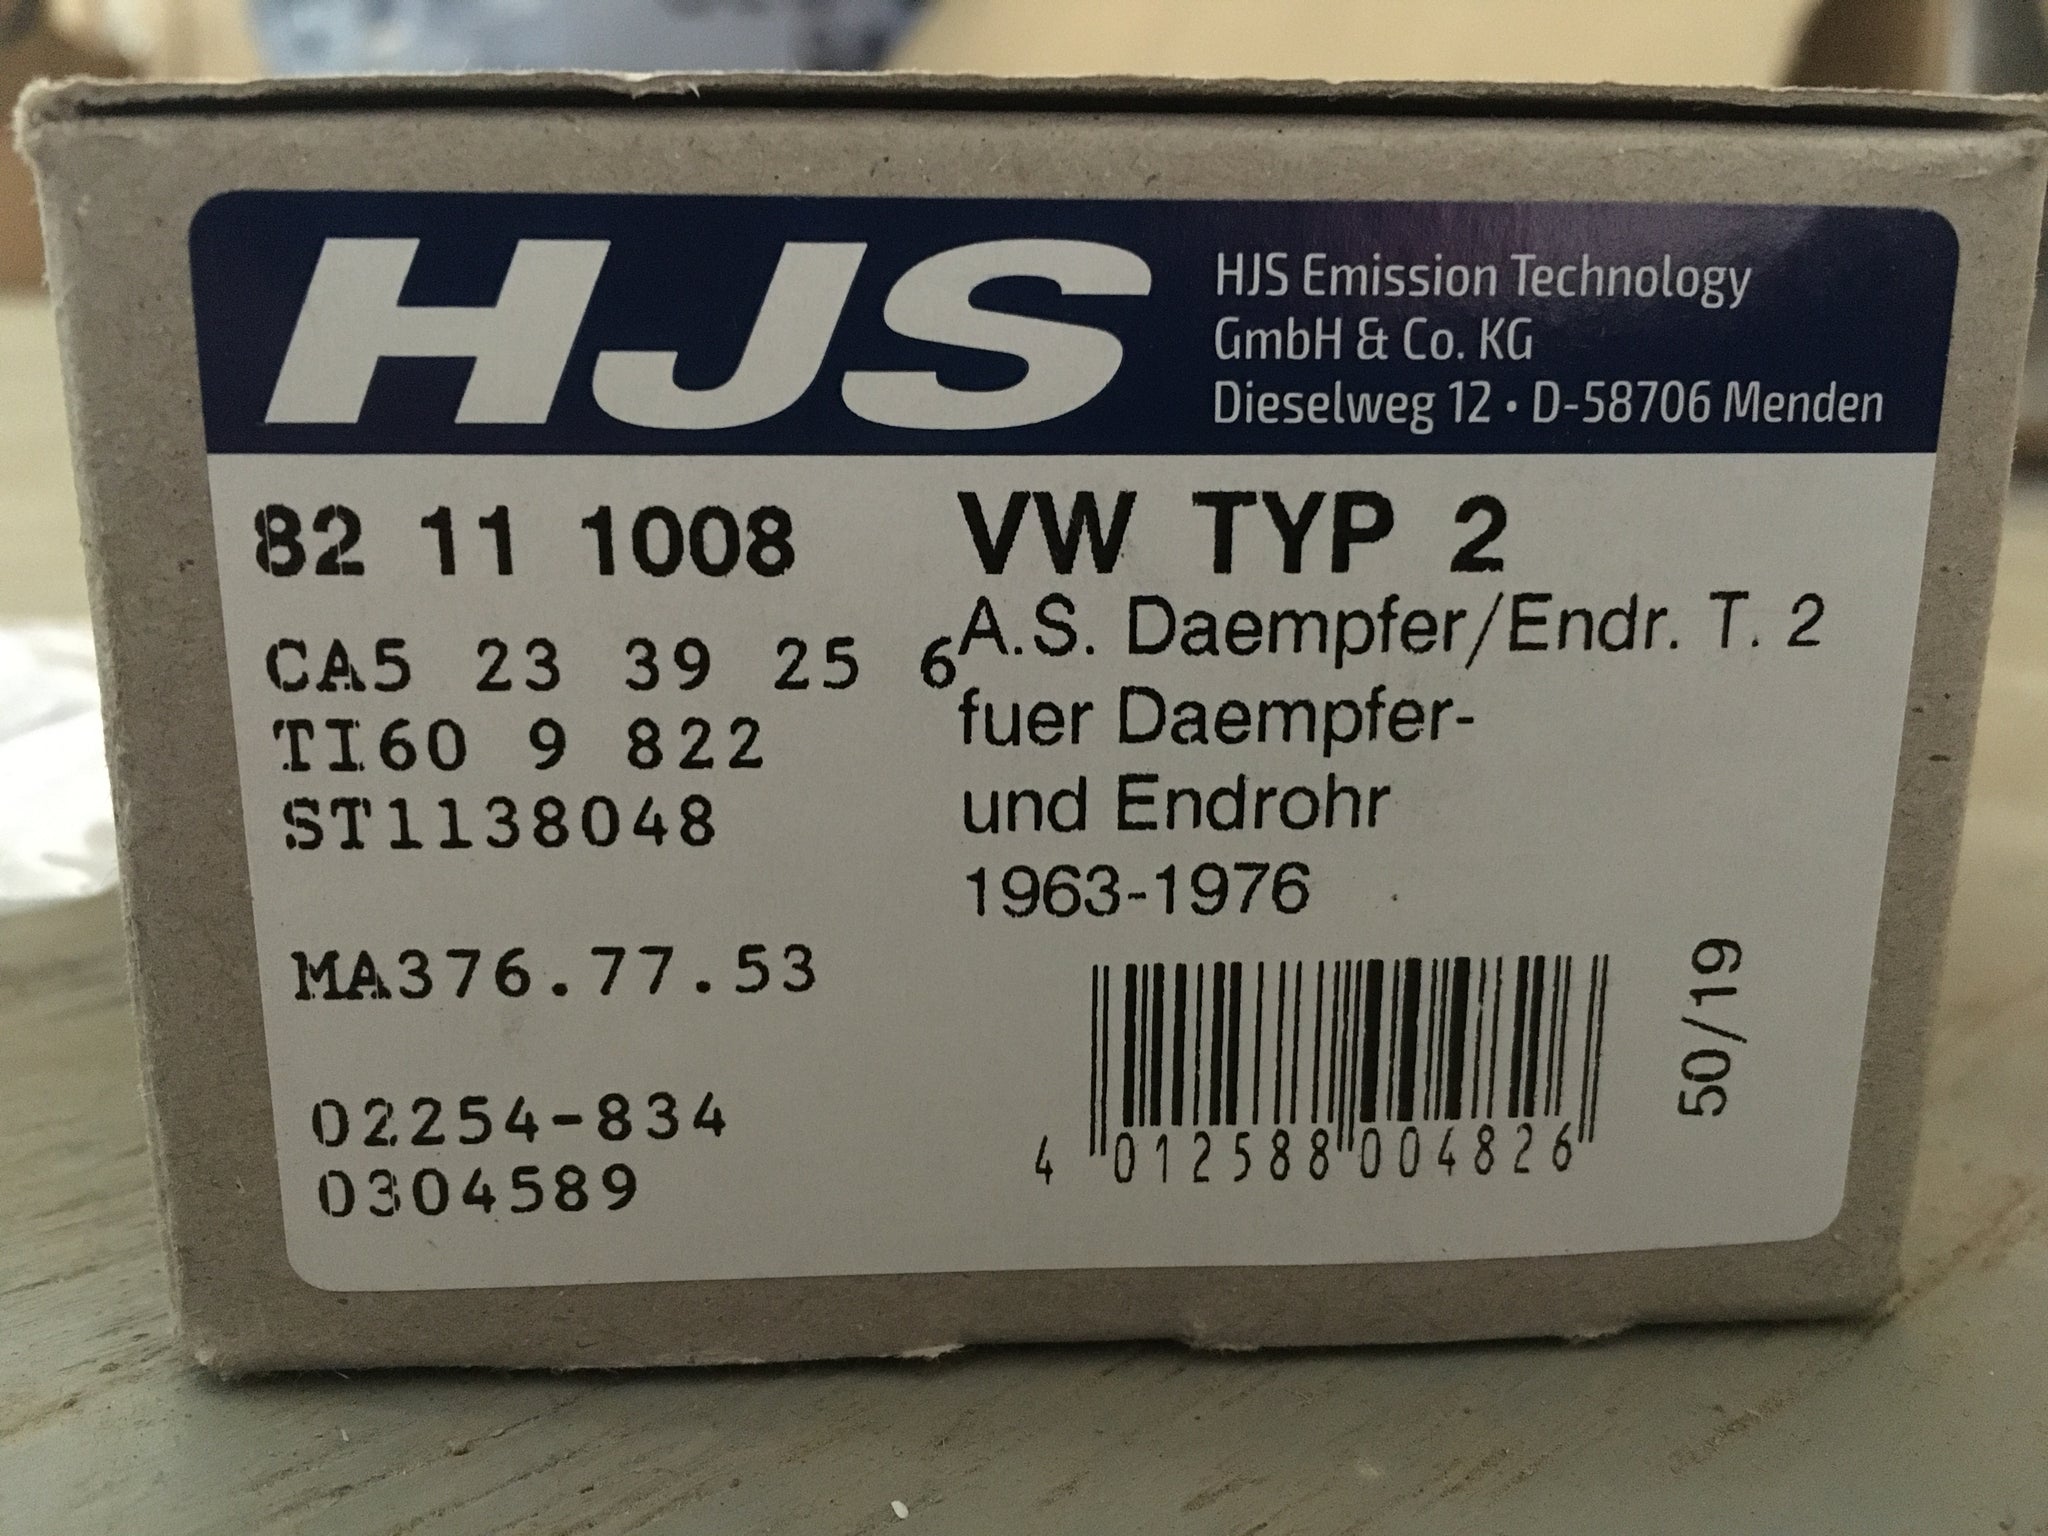 HJS
HJS Emission Technology
GmbH & Co. KG
Dieselweg 12 • D-58706 Menden
82 11 1008
CA5 23 39 25 6
TI60 9 822
ST1138048
MA376.77.53
02254-834
0304589
VW TYP 2
A.S. Daempfer/Endr. T. 2
fuer Daempfer-
und Endrohr
1963-1976
4 012588 004826
50/19